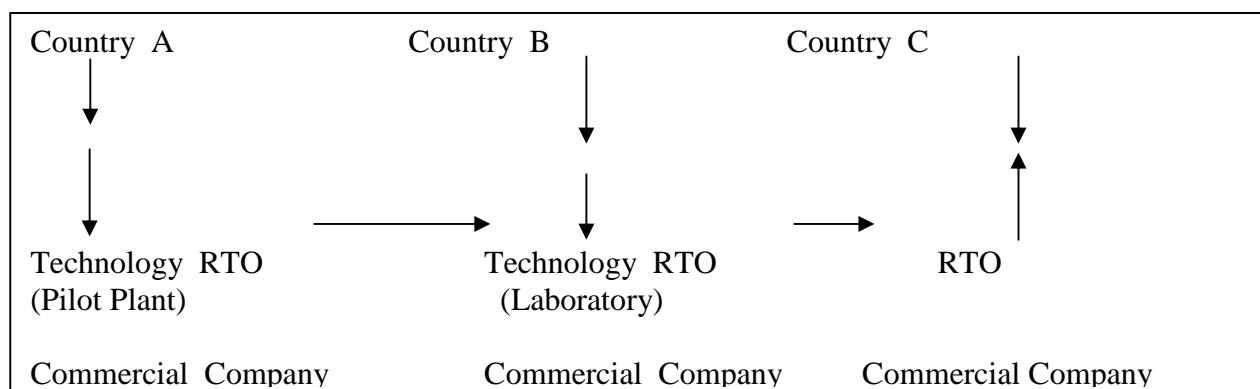 Country A Country B Country C
Technology RTO Technology RTO RTO
(Pilot Plant) (Laboratory)
Commercial Company Commercial Company Commercial Company